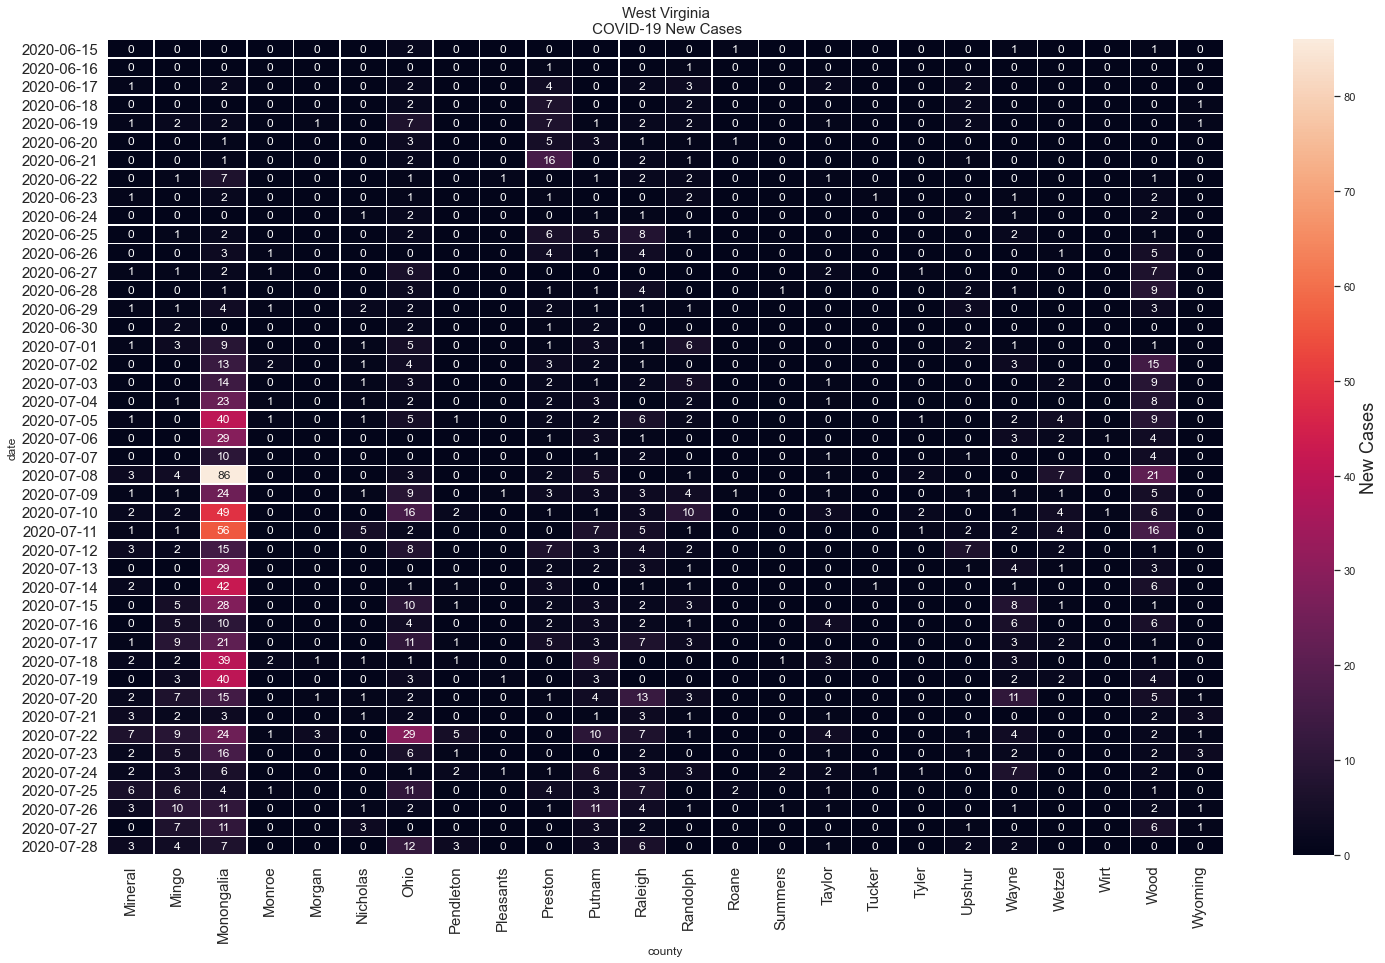 West Virginia
COVID-19 New Cases
2020-06-15 0 0 0 0 0 0 2 0 0 0 0 0 0 1 0 0 0 0 0 1 0 0 1 0
2020-06-16 0 0 0 0 0 0 0 0 0 1 0 0 1 0 0 0 0 0 0 0 0 0 0 0
2020-06-17 1 0 2 0 0 0 2 0 0 4 0 2 3 0 0 2 0 0 2 0 0 0 0 0
2020-06-18 0 0 0 0 0 0 2 0 0 7 0 0 2 0 0 0 0 0 2 0 0 0 0 1
2020-06-19 1 2 2 0 1 0 7 0 0 7 1 2 2 0 0 1 0 0 2 0 0 0 0 1
2020-06-20 0 0 1 0 0 0 3 0 0 5 3 1 1 1 0 0 0 0 0 0 0 0 0 0
2020-06-21 0 0 1 0 0 0 2 0 0 16 0 2 1 0 0 0 0 0 1 0 0 0 0 0
2020-06-22 0 1 7 0 0 0 1 0 1 0 1 2 2 0 0 1 0 0 0 0 0 0 1 0
2020-06-23 1 0 2 0 0 0 1 0 0 1 0 0 2 0 0 0 1 0 0 1 0 0 2 0
2020-06-24 0 0 0 0 0 1 2 0 0 0 1 1 0 0 0 0 0 0 2 1 0 0 2 0
2020-06-25 0 1 2 0 0 0 2 0 0 6 5 8 1 0 0 0 0 0 0 2 0 0 1 0
2020-06-26 0 0 3 1 0 0 0 0 0 4 1 4 0 0 0 0 0 0 0 0 1 0 5 0
2020-06-27 1 1 2 1 0 0 6 0 0 0 0 0 0 0 0 2 0 1 0 0 0 0 7 0
2020-06-28 0 0 1 0 0 0 3 0 0 1 1 4 0 0 1 0 0 0 2 1 0 0 9 0
2020-06-29 1 1 4 1 0 2 2 0 0 2 1 1 1 0 0 0 0 0 3 0 0 0 3 0
2020-06-30 0 2 0 0 0 0 2 0 0 1 2 0 0 0 0 0 0 0 0 0 0 0 0 0
2020-07-01 1 3 9 0 0 1 5 0 0 1 3 1 6 0 0 0 0 0 2 1 0 0 1 0
2020-07-02 0 0 13 2 0 1 4 0 0 3 2 1 0 0 0 0 0 0 0 3 0 0 15 0
2020-07-03 0 0 14 0 0 1 3 0 0 2 1 2 5 0 0 1 0 0 0 0 2 0 9 0
2020-07-04 0 1 23 1 0 1 2 0 0 2 3 0 2 0 0 1 0 0 0 0 0 0 8 0
2020-07-05 1 0 40 1 0 1 5 1 0 2 2 6 2 0 0 0 0 1 0 2 4 0 9 0
2020-07-06 0 0 29 0 0 0 0 0 0 1 3 1 0 0 0 0 0 0 0 3 2 1 4 0
2020-07-07 0 0 10 0 0 0 0 0 0 0 1 2 0 0 0 1 0 0 1 0 0 0 4 0
2020-07-08 3 4 86 0 0 0 3 0 0 2 5 0 1 0 0 1 0 2 0 0 7 0 21 0
2020-07-09 1 1 24 0 0 1 9 0 1 3 3 3 4 1 0 1 0 0 1 1 1 0 5 0
2020-07-10 2 2 49 0 0 0 16 2 0 1 1 3 10 0 0 3 0 2 0 1 4 1 6 0
2020-07-11 1 1 56 0 0 5 2 0 0 0 7 5 1 0 0 0 0 1 2 2 4 0 16 0
2020-07-12 3 2 15 0 0 0 8 0 0 7 3 4 2 0 0 0 0 0 7 0 2 0 1 0
2020-07-13 0 0 29 0 0 0 0 0 0 2 2 3 1 0 0 0 0 0 1 4 1 0 3 0
2020-07-14 2 0 42 0 0 0 1 1 0 3 0 1 1 0 0 0 1 0 0 1 0 0 6 0
2020-07-15 0 5 28 0 0 0 10 1 0 2 3 2 3 0 0 0 0 0 0 8 1 0 1 0
2020-07-16 0 5 10 0 0 0 4 0 0 2 3 2 1 0 0 4 0 0 0 6 0 0 6 0
2020-07-17 1 9 21 0 0 0 11 1 0 5 3 7 3 0 0 0 0 0 0 3 2 0 1 0
2020-07-18 2 2 39 2 1 1 1 1 0 0 9 0 0 0 1 3 0 0 0 3 0 0 1 0
2020-07-19 0 3 40 0 0 0 3 0 1 0 3 0 0 0 0 0 0 0 0 2 2 0 4 0
2020-07-20 2 7 15 0 1 1 2 0 0 1 4 13 3 0 0 0 0 0 0 11 0 0 5 1
2020-07-21 3 2 3 0 0 1 2 0 0 0 1 3 1 0 0 1 0 0 0 0 0 0 2 3
2020-07-22 7 9 24 1 3 0 29 5 0 0 10 7 1 0 0 4 0 0 1 4 0 0 2 1
2020-07-23 2 5 16 0 0 0 6 1 0 0 0 2 0 0 0 1 0 0 1 2 0 0 2 3
2020-07-24 2 3 6 0 0 0 1 2 1 1 6 3 3 0 2 2 1 1 0 7 0 0 2 0
2020-07-25 6 6 4 1 0 0 11 0 0 4 3 7 0 2 0 1 0 0 0 0 0 0 1 0
2020-07-26 3 10 11 0 0 1 2 0 0 1 11 4 1 0 1 1 0 0 0 1 0 0 2 1
2020-07-27 0 7 11 0 0 3 0 0 0 0 3 2 0 0 0 0 0 0 1 0 0 0 6 1
2020-07-28 3 4 7 0 0 0 12 3 0 0 3 6 0 0 0 1 0 0 2 2 0 0 0 0
Mineral Mingo Monongalia Monroe Morgan Nicholas Ohio Pendleton Pleasants Preston Putnam Raleigh Randolph Roane Summers Taylor Tucker Tyler Upshur Wayne Wetzel Wirt Wood Wyoming
county
date
80
70
60
50
40
30
20
10
0
New Cases